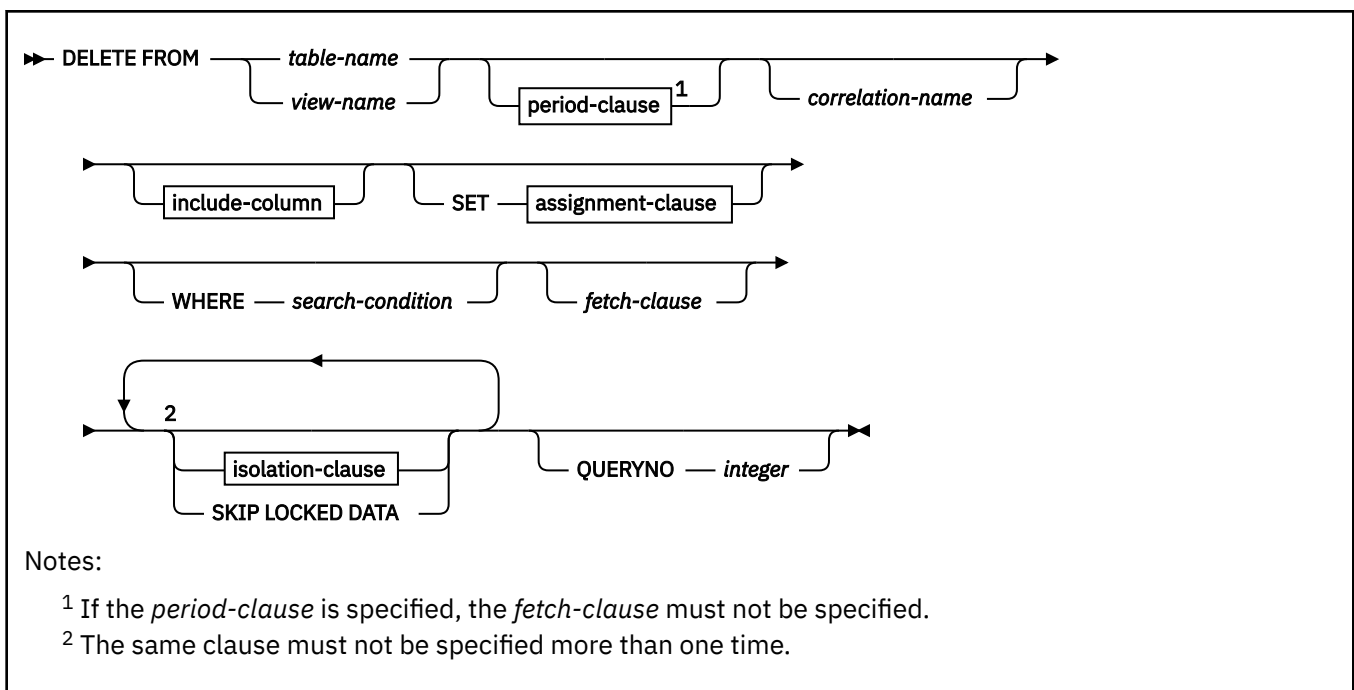 DELETE FROM table-name
view-name period-clause 1 correlation-name
include-column SET assignment-clause
WHERE search-condition fetch-clause
2
isolation-clause QUERYNO integer
SKIP LOCKED DATA
Notes:
1 If the period-clause is specified, the fetch-clause must not be specified.
2 The same clause must not be specified more than one time.